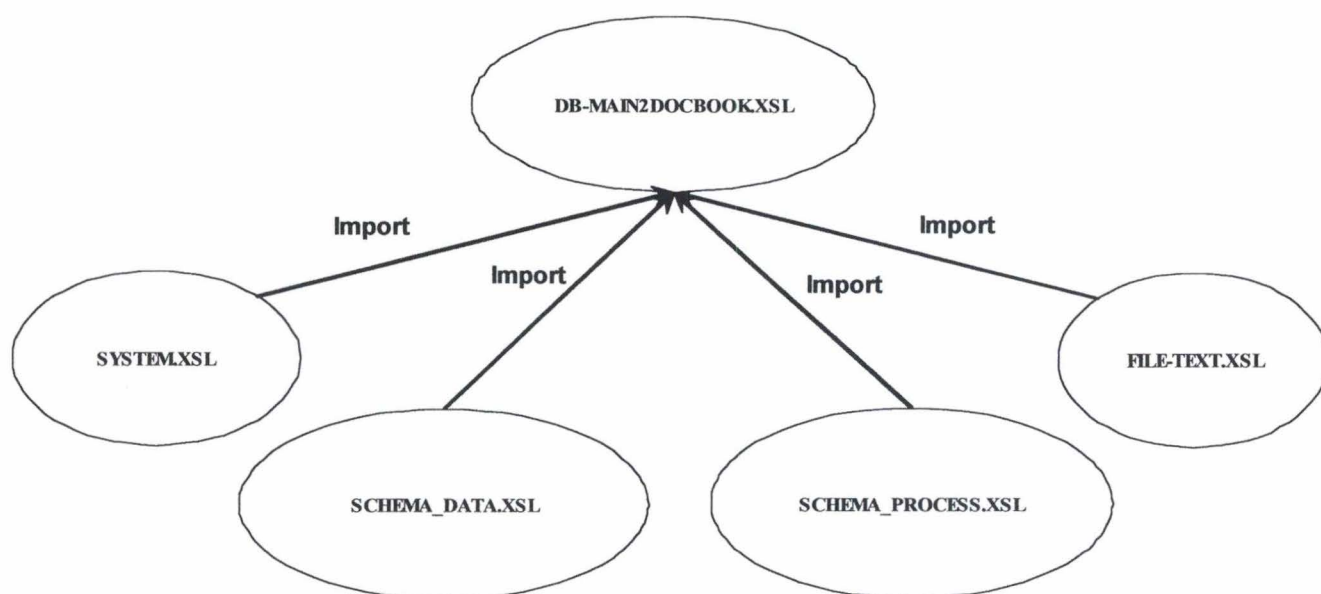 DB-MAIN2DOCBOOK.XSL
Import
Import
Import
Import
SYSTEM.XSL
FILE-TEXT.XSL
SCHEMA_DATA.XSL
SCHEMA_PROCESS.XSL